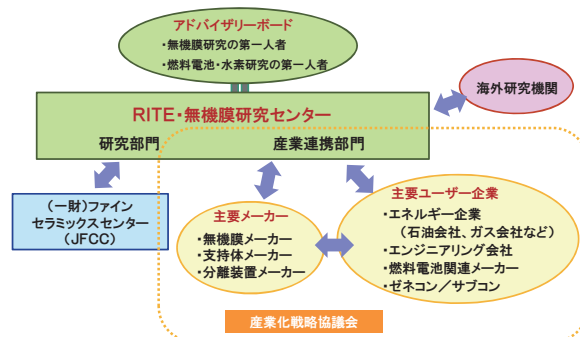 アドバイザリーボード
・無機膜研究の第一人者
・燃料電池・水素研究の第一人者
海外研究機関
RITE・無機膜研究センター
研究部門
産業連携部門
（一財）ファイン
セラミックスセンター
（JFCC）
主要メーカー
・無機膜メーカー
・支持体メーカー
・分離装置メーカー
主要ユーザー企業
・エネルギー企業
（石油会社、ガス会社など）
・エンジニアリング会社
・燃料電池関連メーカー
・ゼネコン／サブコン
産業化戦略協議会